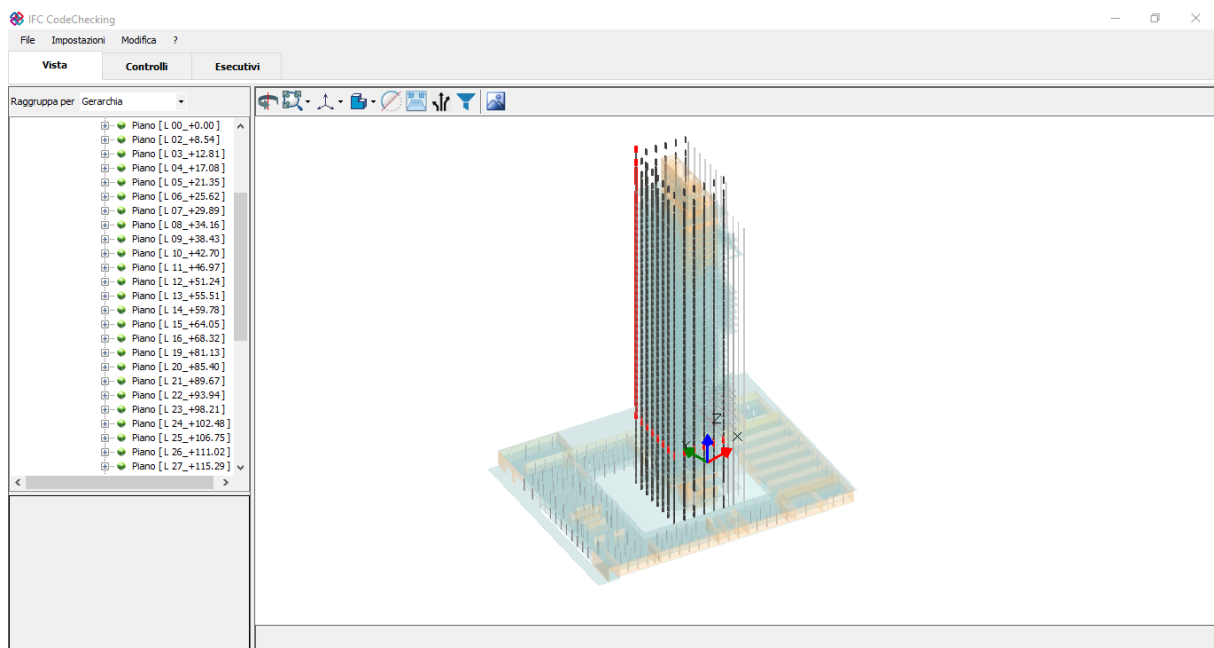 IFC CodeChecking
File Impostazioni Modifica ?
Vista Controlli Esecutivi
Raggruppa per Gerarchia
Piano [L 00_+0.00]
Piano [L 02_+8.54]
Piano [L 03_+12.81]
Piano [L 04_+17.08]
Piano [L 05_+21.35]
Piano [L 06_+25.62]
Piano [L 07_+29.89]
Piano [L 08_+34.16]
Piano [L 09_+38.43]
Piano [L 10_+42.70]
Piano [L 11_+46.97]
Piano [L 12_+51.24]
Piano [L 13_+55.51]
Piano [L 14_+59.78]
Piano [L 15_+64.05]
Piano [L 16_+68.32]
Piano [L 19_+81.13]
Piano [L 20_+85.40]
Piano [L 21_+89.67]
Piano [L 22_+93.94]
Piano [L 23_+98.21]
Piano [L 24_+102.48]
Piano [L 25_+106.75]
Piano [L 26_+111.02]
Piano [L 27_+115.29]
Z
Y X